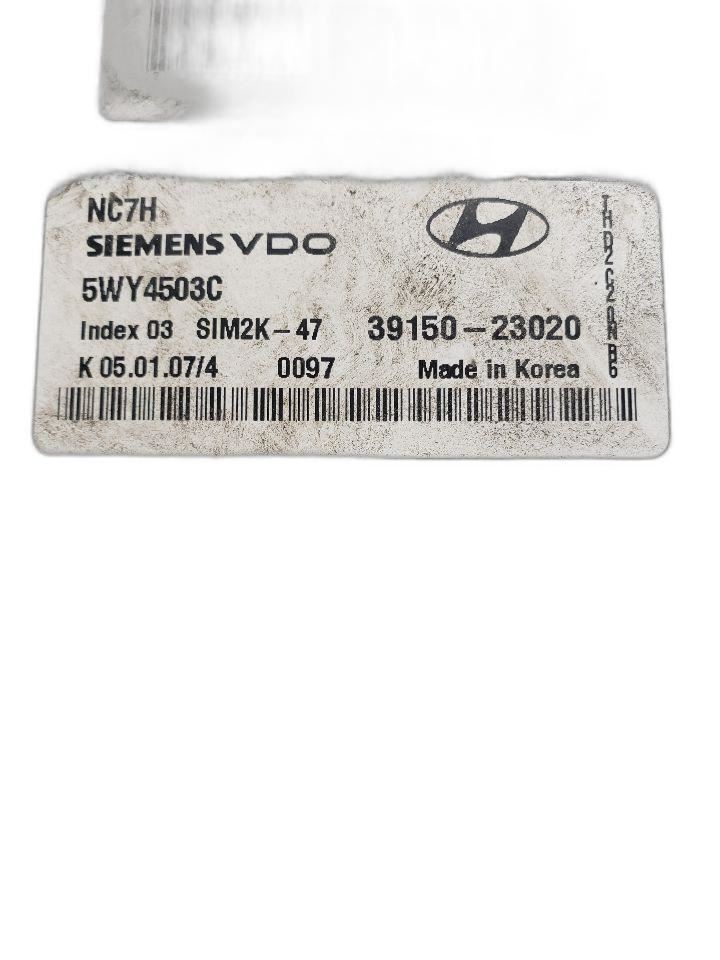 NC7H
SIEMENS VDO
5WY4503C
Index 03 SIM2K-47 39150-23020
K 05.01.07/4 0097 Made in Korea